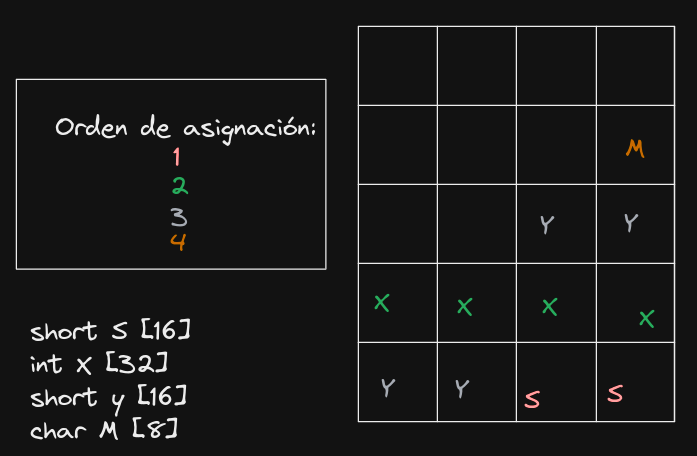 Orden de asignación:
1
2
3
4
short S [16]
int X [32]
short y [16]
char M [8]
M
Y Y
X X X X
Y Y S S